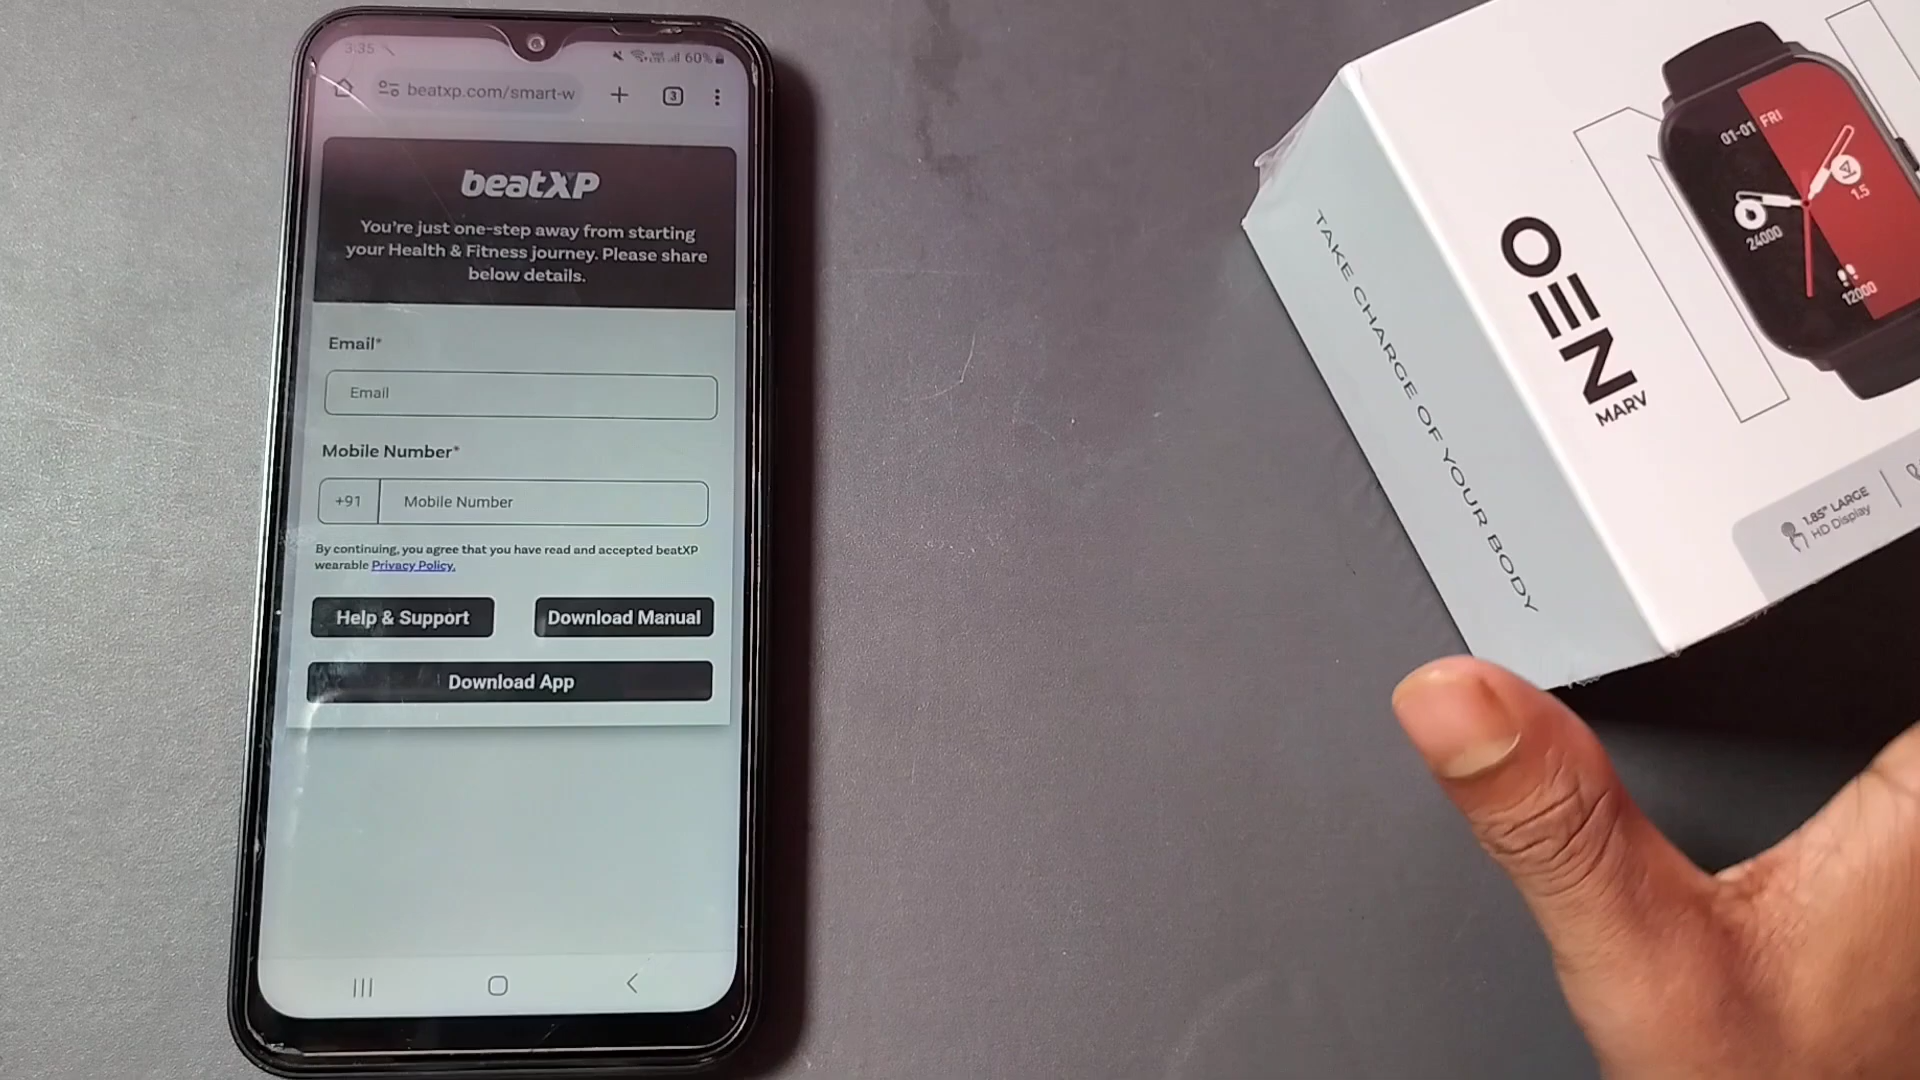 3:35
60%
beatxp.com/smart-w
3
beatXP
You're just one-step away from starting
your Health & Fitness journey. Please share
below details.
Email*
Email
Mobile Number*
+91
Mobile Number
By continuing, you agree that you have read and accepted beatXP
wearable Privacy Policy.
Help & Support
Download Manual
Download App
TAKE CHARGE OF YOUR BODY
NEO
MARV
01-01 FRI
1.5
24000
12000
1.85" LARGE
HD Display